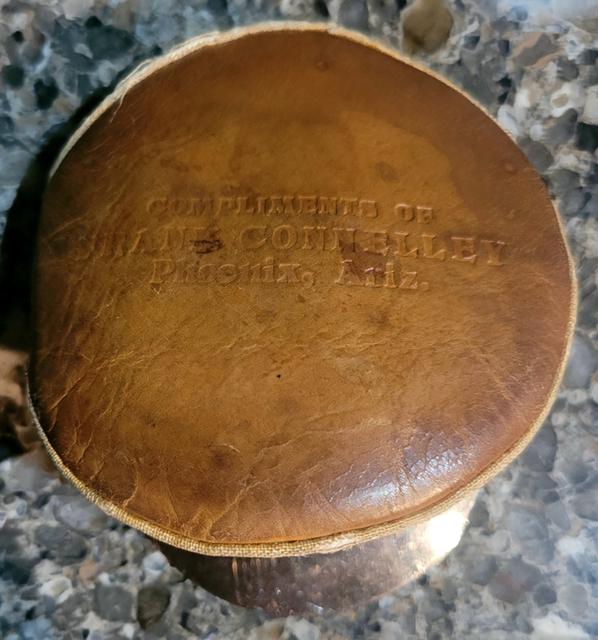 COMPLIMENTS OF
CONNELLEY
Phoenix, Ariz.